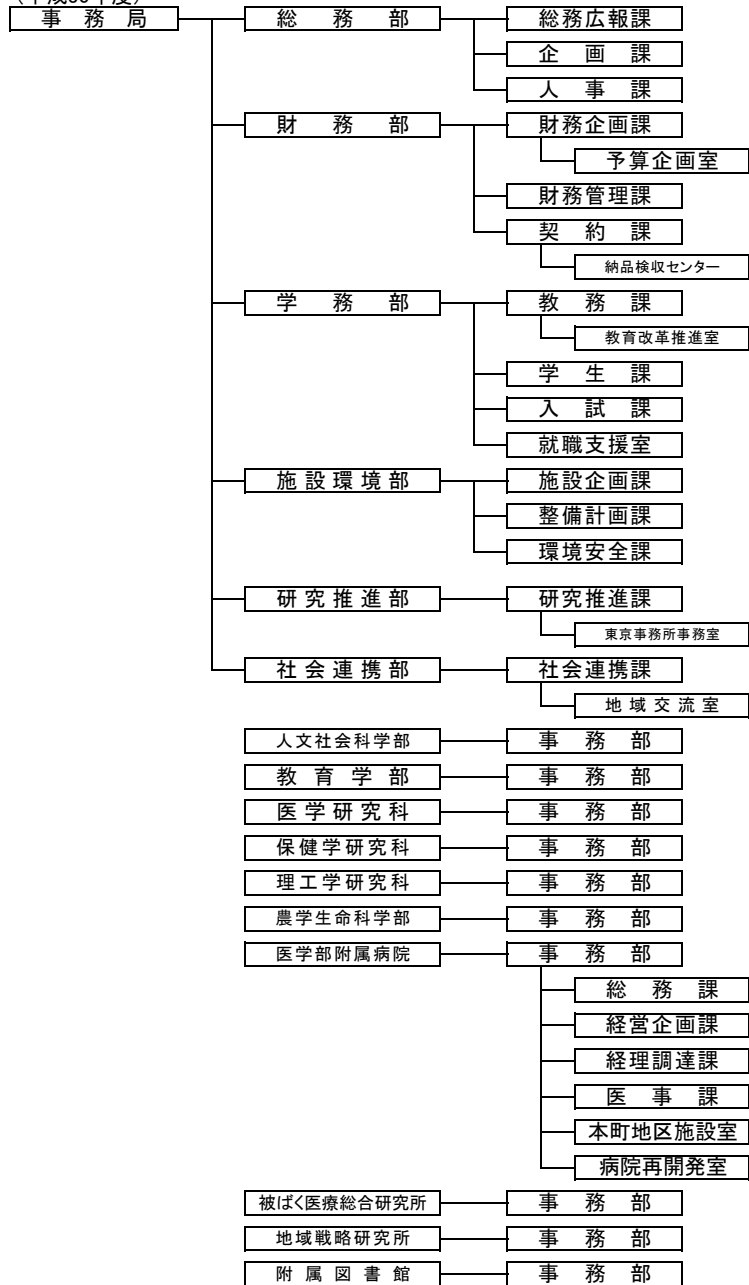 事務局 総務部 総務広報課
企画課
人事課
財務部 財務企画課
予算企画室
財務管理課
契約課
納品検収センター
学務部 教務課
教育改革推進室
学生課
入試課
就職支援室
施設環境部 施設企画課
整備計画課
環境安全課
研究推進部 研究推進課
東京事務所事務室
社会連携部 社会連携課
地域交流室
人文社会科学部 事務部
教育学部 事務部
医学研究科 事務部
保健学研究科 事務部
理工学研究科 事務部
農学生命科学部 事務部
医学部附属病院 事務部
総務課
経営企画課
経理調達課
医事課
本町地区施設室
病院再開発室
被ばく医療総合研究所 事務部
地域戦略研究所 事務部
附属図書館 事務部